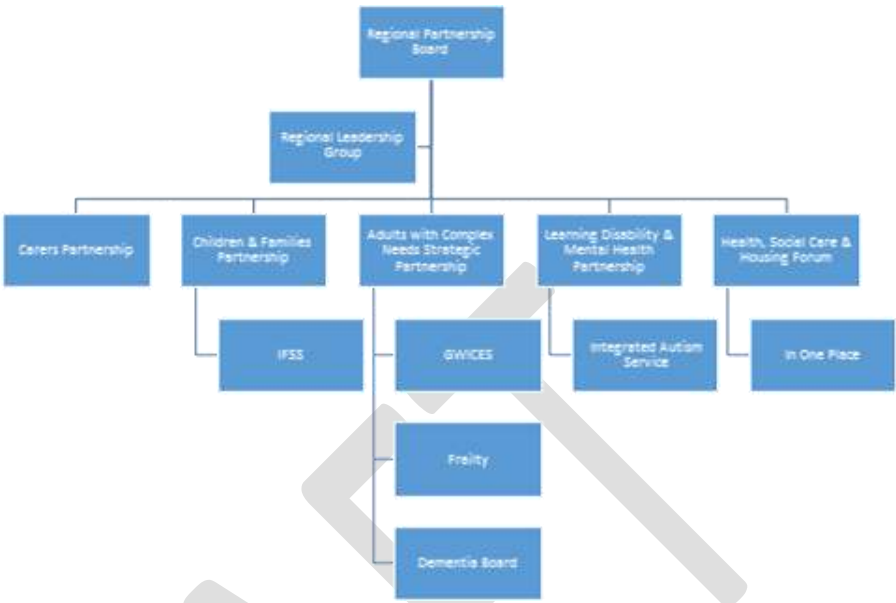 Regional Partnership
Board
Regional Leadership
Group
Carers Partnership
Children & Families
Partnership
Adults with Complex
Needs Strategic
Partnership
Learning Disability &
Mental Health
Partnership
Health, Social Care &
Housing Forum
IFSS
GWICES
Integrated Autism
Service
In One Place
Frailty
Dementia Board